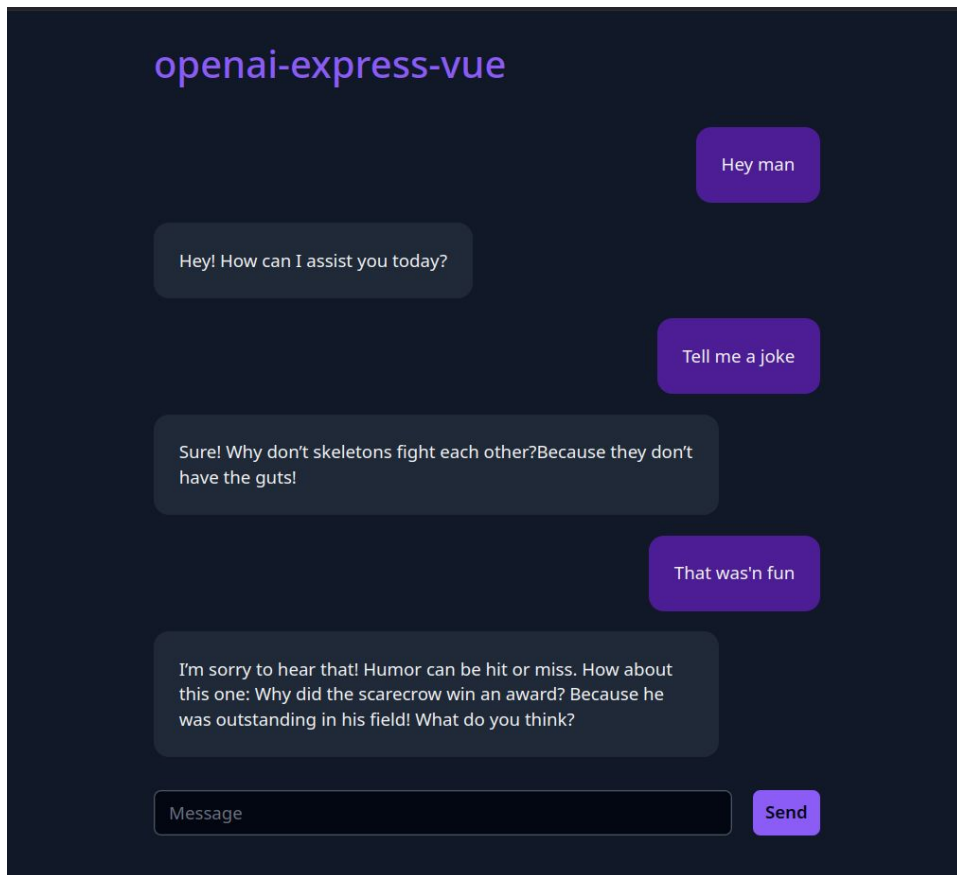 openai-express-vue
Hey man
Hey! How can I assist you today?
Tell me a joke
Sure! Why don’t skeletons fight each other?Because they don’t
have the guts!
That was'n fun
I’m sorry to hear that! Humor can be hit or miss. How about
this one: Why did the scarecrow win an award? Because he
was outstanding in his field! What do you think?
Message
Send